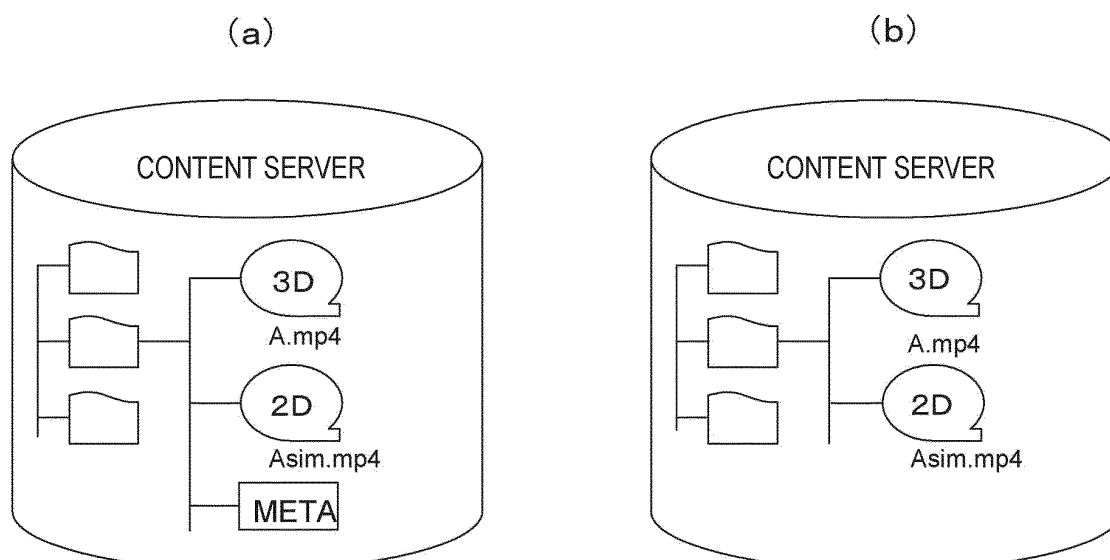 (a)
CONTENT SERVER
3D
A.mp4
2D
Asim.mp4
META
(b)
CONTENT SERVER
3D
A.mp4
2D
Asim.mp4